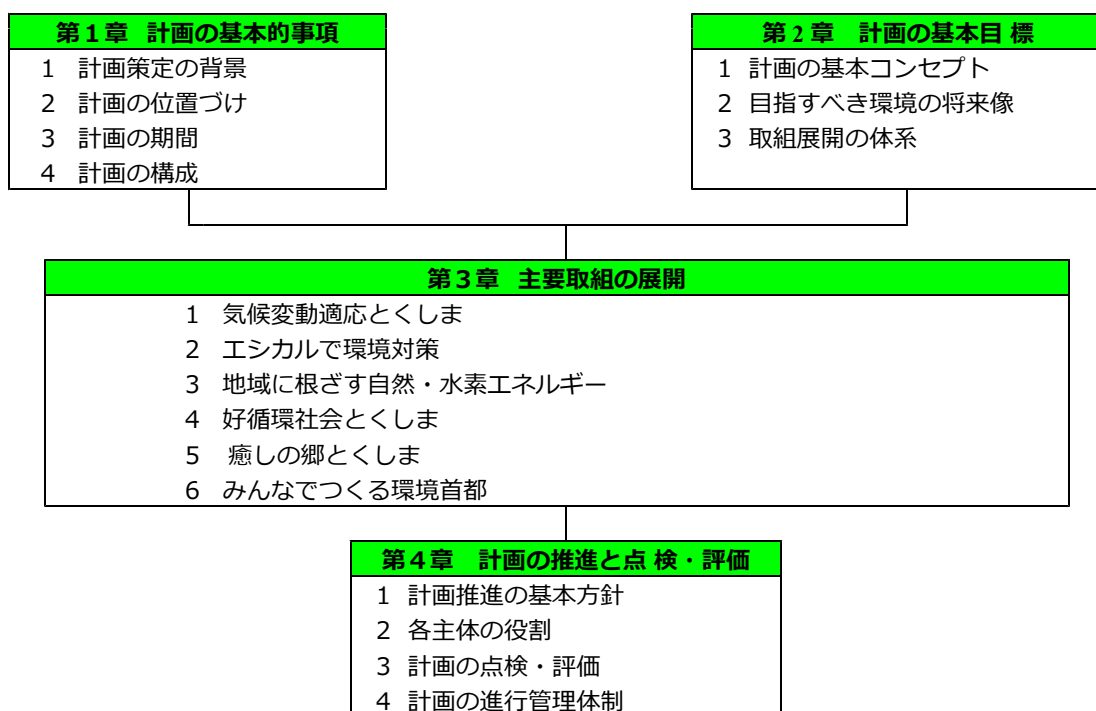 第１章 計画の基本的事項
1 計画策定の背景
2 計画の位置づけ
3 計画の期間
4 計画の構成
第２章 計画の基本目 標
1 計画の基本コンセプト
2 目指すべき環境の将来像
3 取組展開の体系
第３章 主要取組の展開
1 気候変動適応とくしま
2 エシカルで環境対策
3 地域に根ざす自然・水素エネルギー
4 好循環社会とくしま
5 癒しの郷とくしま
6 みんなでつくる環境首都
第４章 計画の推進と点 検・評価
1 計画推進の基本方針
2 各主体の役割
3 計画の点検・評価
4 計画の進行管理体制